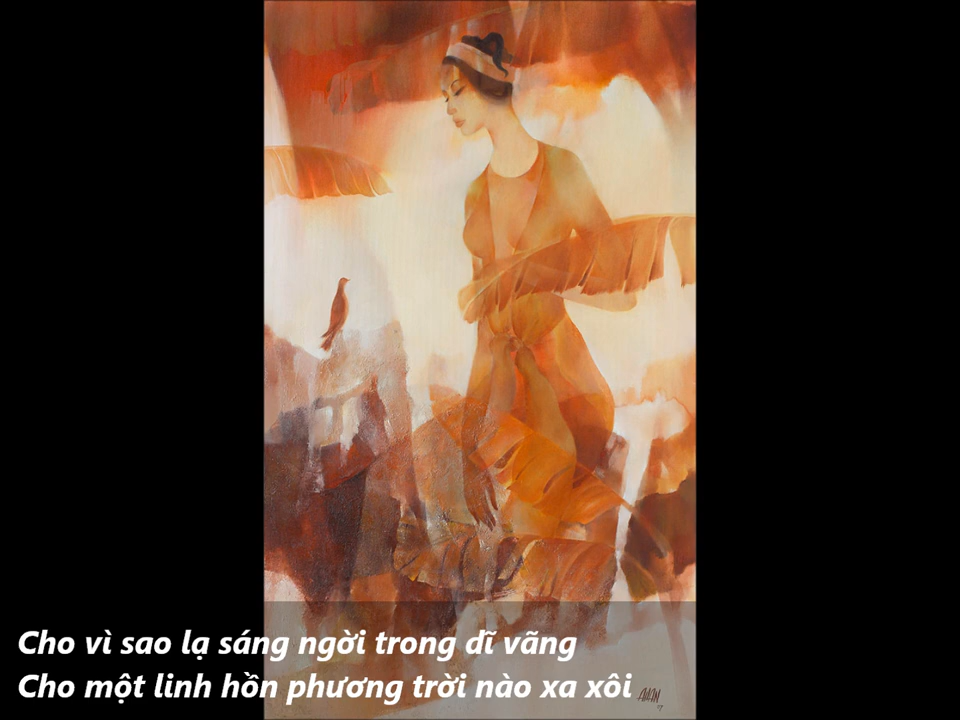 Cho vì sao lạ sáng ngời trong dĩ vãng
Cho một linh hồn phương trời nào xa xôi